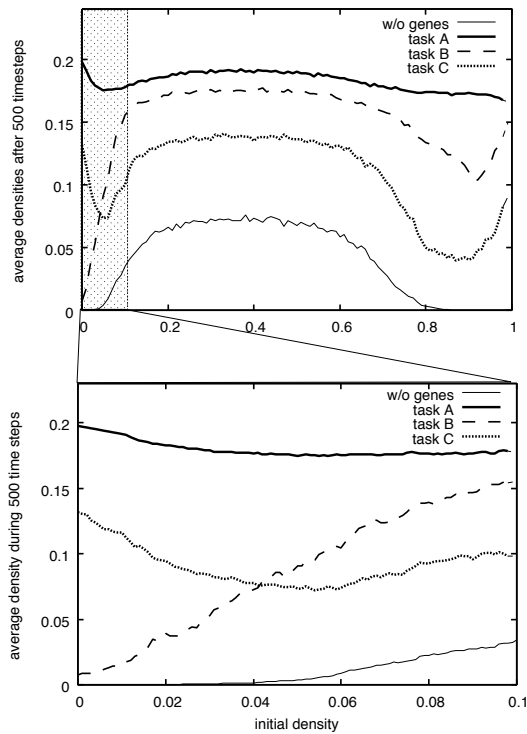 w/o genes
task A
task B
task C
average densities after 500 timesteps
0.2
0.15
0.1
0.05
0
0 0.2 0.4 0.6 0.8 1
w/o genes
task A
task B
task C
average density during 500 time steps
0.2
0.15
0.1
0.05
0
0 0.02 0.04 0.06 0.08 0.1
initial density